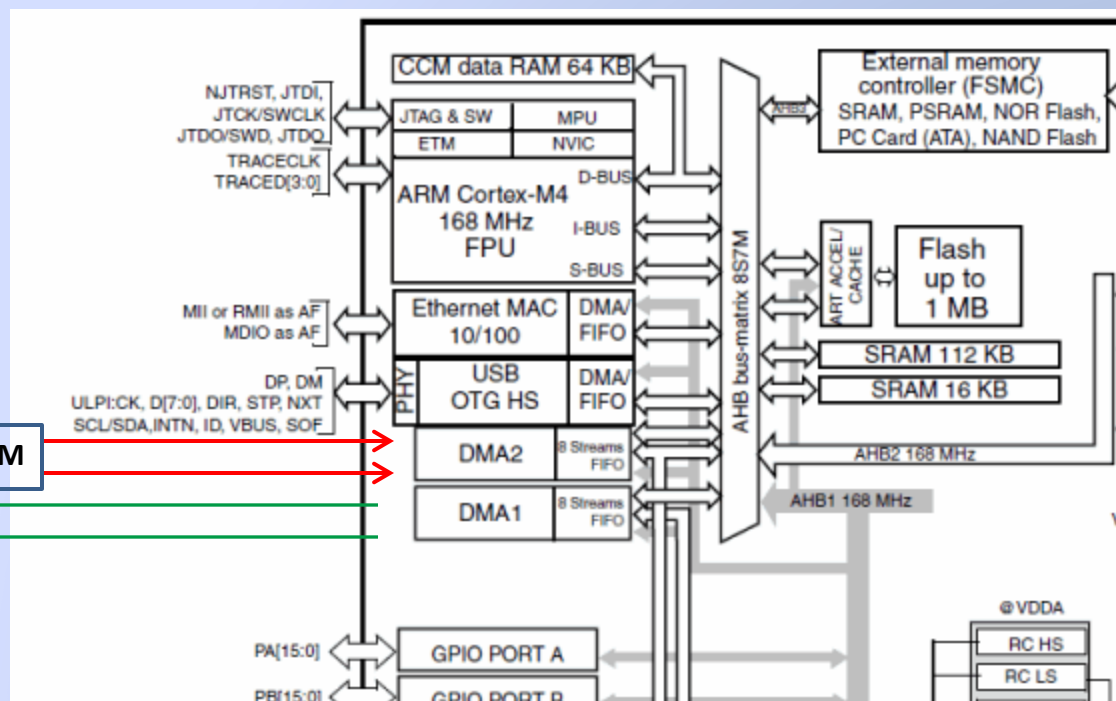 CCM data RAM 64 KB
External memory
controller (FSMC)
SRAM, PSRAM, NOR Flash,
PC Card (ATA), NAND Flash
AHB3
NJTRST, JTDI,
JTCK/SWCLK
JTDO/SWD, JTDO
TRACECLK
TRACED[3:0]
JTAG & SW
MPU
ETM
NVIC
ARM Cortex-M4
168 MHz
FPU
D-BUS
I-BUS
S-BUS
AHB bus-matrix 8S7M
ART ACCEL/
CACHE
Flash
up to
1 MB
SRAM 112 KB
SRAM 16 KB
MII or RMII as AF
MDIO as AF
Ethernet MAC
10/100
DMA/
FIFO
DP, DM
ULPI:CK, D[7:0], DIR, STP, NXT
SCL/SDA,INTN, ID, VBUS, SOF
PHY
USB
OTG HS
DMA/
FIFO
M
DMA2
8 Streams
FIFO
DMA1
8 Streams
FIFO
AHB2 168 MHz
AHB1 168 MHz
@VDDA
RC HS
RC LS
PA[15:0]
GPIO PORT A
PB[15:0]
GPIO PORT B